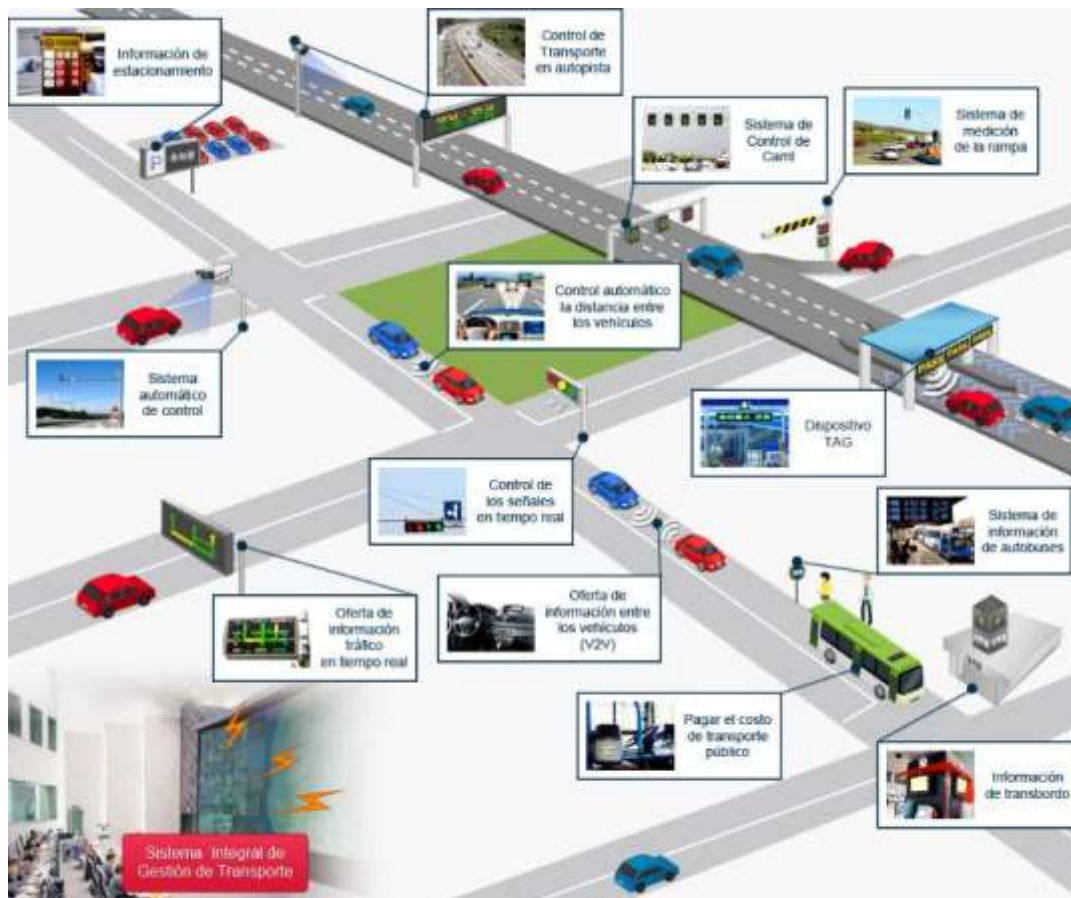 Información de
estacionamiento
Control de
Transporte
en autopista
Sistema de
Control de
Carril
Sistema de
medición
de la rampa
P
Control automático
la distancia entre
los vehículos
Sistema
automático
de control
Dispositivo
TAG
Control de
los señales
en tiempo real
Sistema de
información
de autobuses
Oferta de
información
tráfico
en tiempo real
Oferta de
información entre
los vehículos
(V2V)
Pagar el costo
de transporte
público
Información
de transbordo
Sistema Integral de
Gestión de Transporte